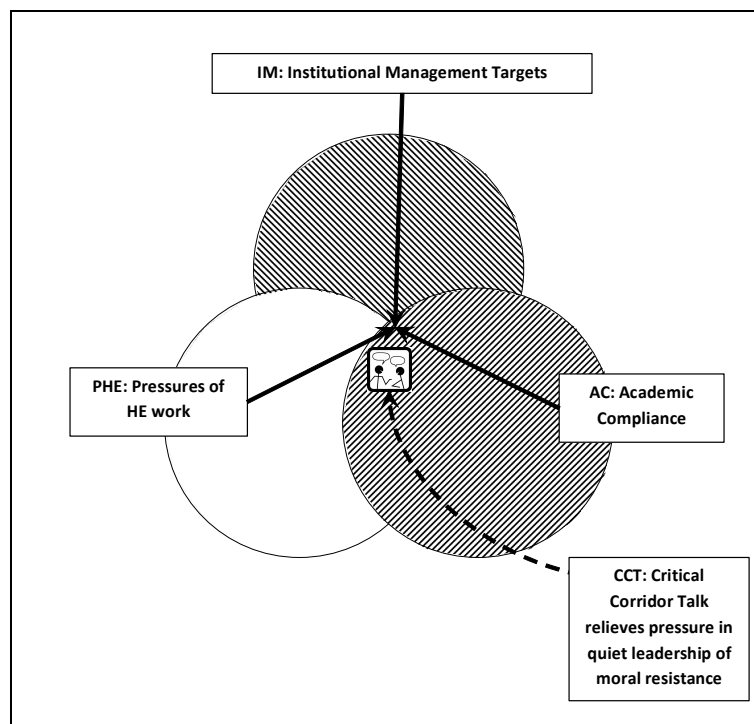 IM: Institutional Management Targets
PHE: Pressures of
HE work
AC: Academic
Compliance
CCT: Critical
Corridor Talk
relieves pressure in
quiet leadership of
moral resistance